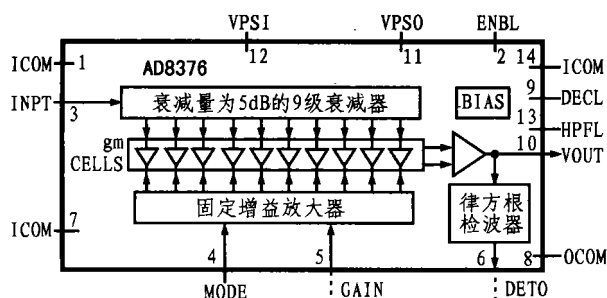 VPSI VPSO ENBL
12 11 2
ICOM 1 AD8376 14 ICOM
衰减量为5dB的9级衰减器 BIAS 9 DECL
INPT 3 13 HPFL
gm CELLS 10 VOUT
固定增益放大器 律方根检波器
ICOM 7
4 5 6 8 OCOM
MODE GAIN DETO